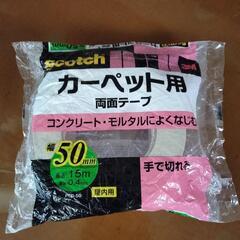 Scotch
3M
カーペット用
両面テープ
コンクリート・モルタルによくなじむ
幅50mm
長さ15m
手で切れる
屋内用